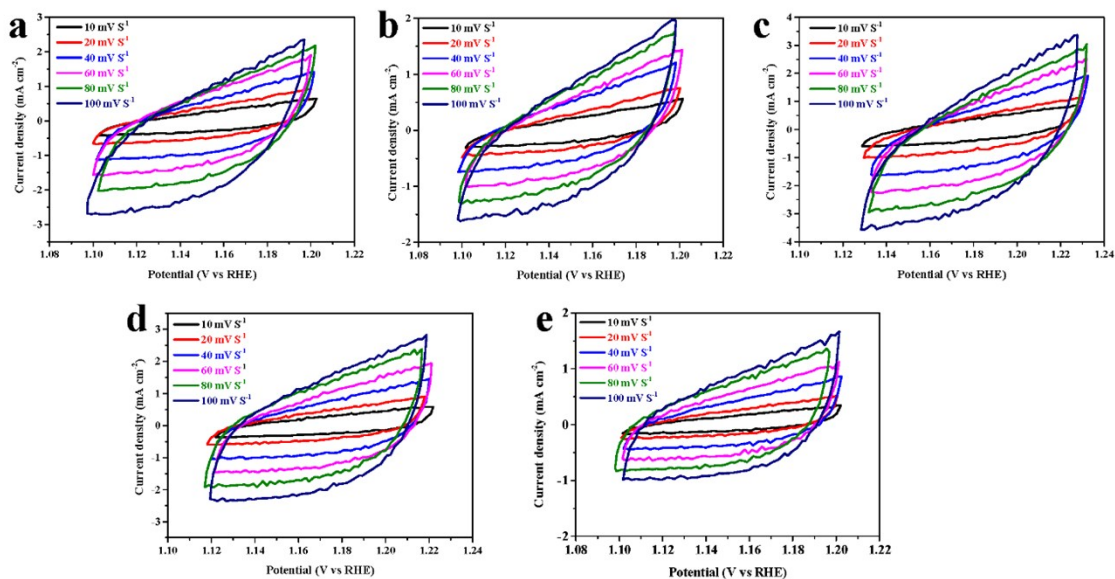 a
10 mV S-1
20 mV S-1
40 mV S-1
60 mV S-1
80 mV S-1
100 mV S-1
Current density (mA cm-2)
3
2
1
0
-1
-2
-3
1.08 1.10 1.12 1.14 1.16 1.18 1.20 1.22
Potential (V vs RHE)
b
10 mV S-1
20 mV S-1
40 mV S-1
60 mV S-1
80 mV S-1
100 mV S-1
Current density (mA cm-2)
2
1
0
-1
-2
1.08 1.10 1.12 1.14 1.16 1.18 1.20 1.22
Potential (V vs RHE)
c
10 mV S-1
20 mV S-1
40 mV S-1
60 mV S-1
80 mV S-1
100 mV S-1
Current density (mA cm-2)
4
3
2
1
0
-1
-2
-3
-4
1.12 1.14 1.16 1.18 1.20 1.22 1.24
Potential (V vs RHE)
d
10 mV S-1
20 mV S-1
40 mV S-1
60 mV S-1
80 mV S-1
100 mV S-1
Current density (mA cm-2)
3
2
1
0
-1
-2
-3
1.10 1.12 1.14 1.16 1.18 1.20 1.22 1.24
Potential (V vs RHE)
e
10 mV S-1
20 mV S-1
40 mV S-1
60 mV S-1
80 mV S-1
100 mV S-1
Current density (mA cm-2)
2
1
0
-1
-2
1.08 1.10 1.12 1.14 1.16 1.18 1.20 1.22
Potential (V vs RHE)